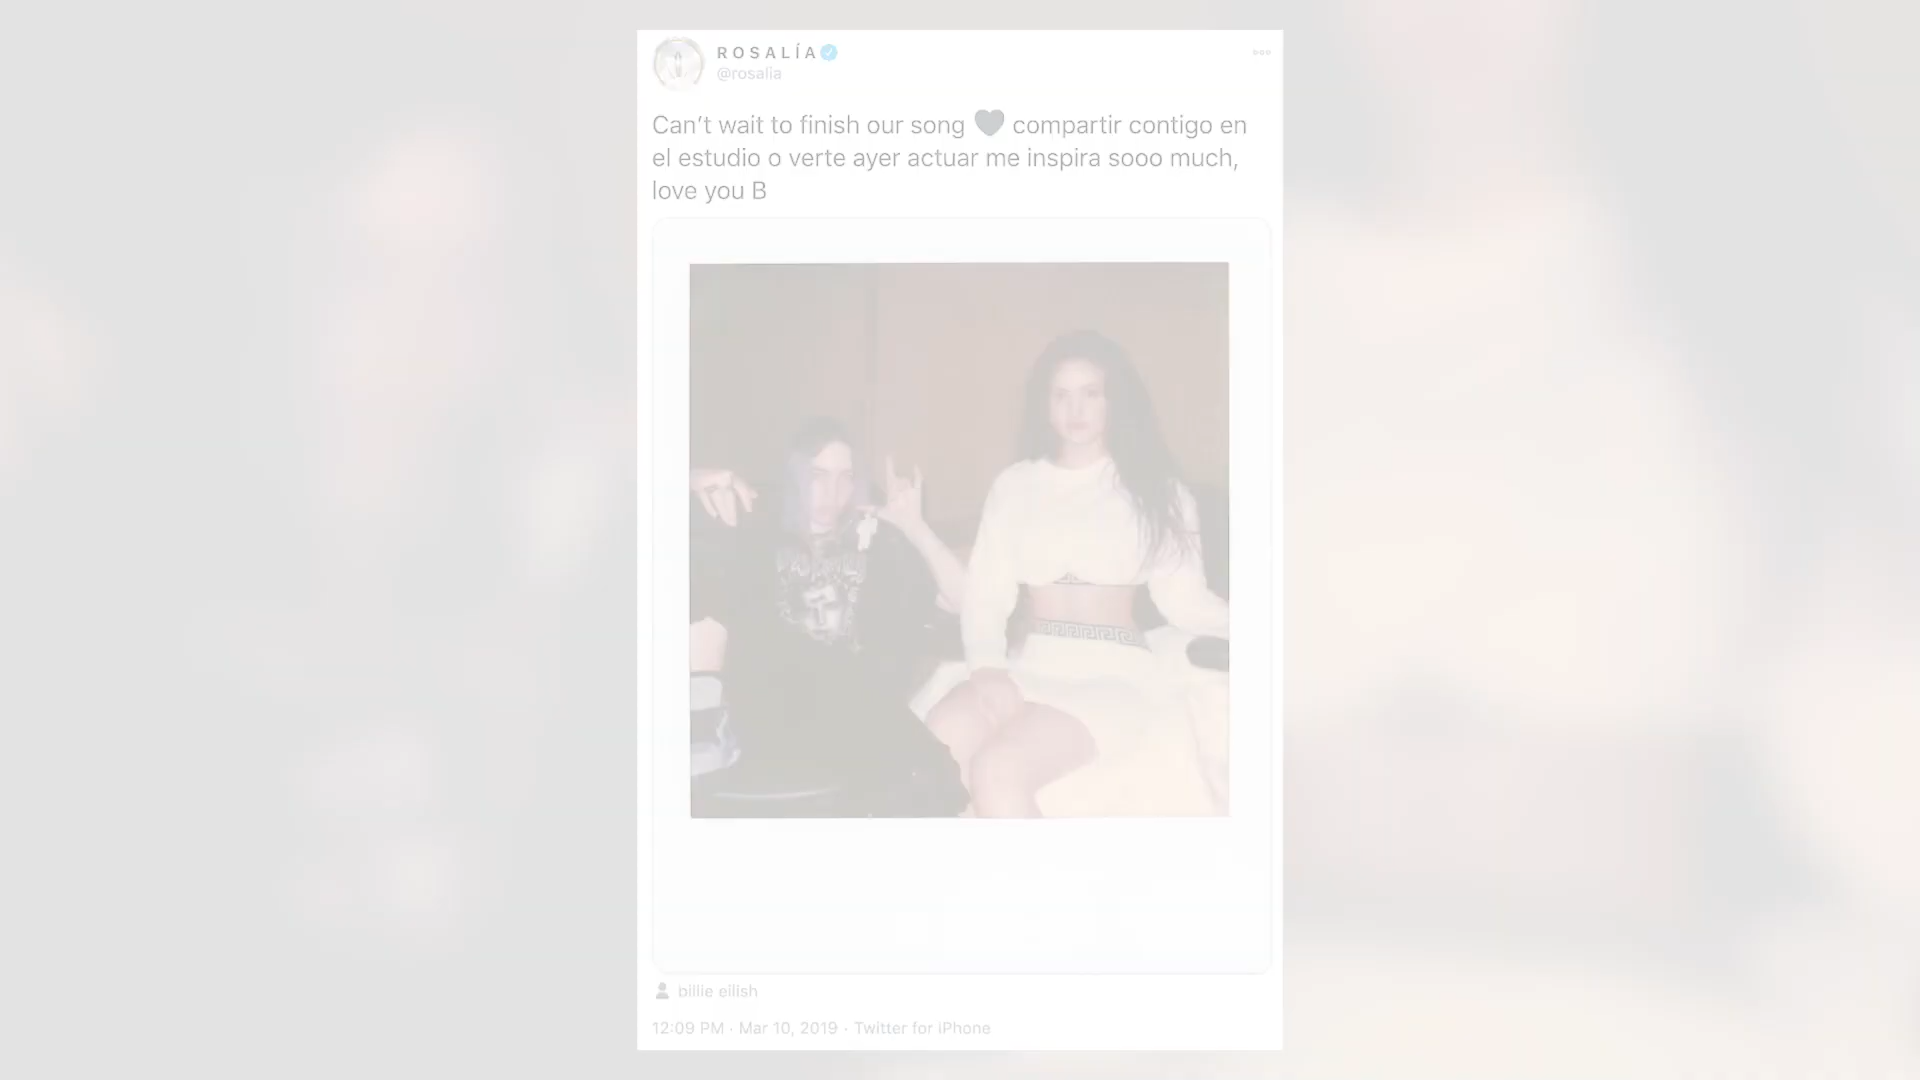 ROSALÍA
@rosalia
Can’t wait to finish our song 🖤 compartir contigo en
el estudio o verte ayer actuar me inspira sooo much,
love you B
billie eilish
12:09 PM · Mar 10, 2019 · Twitter for iPhone